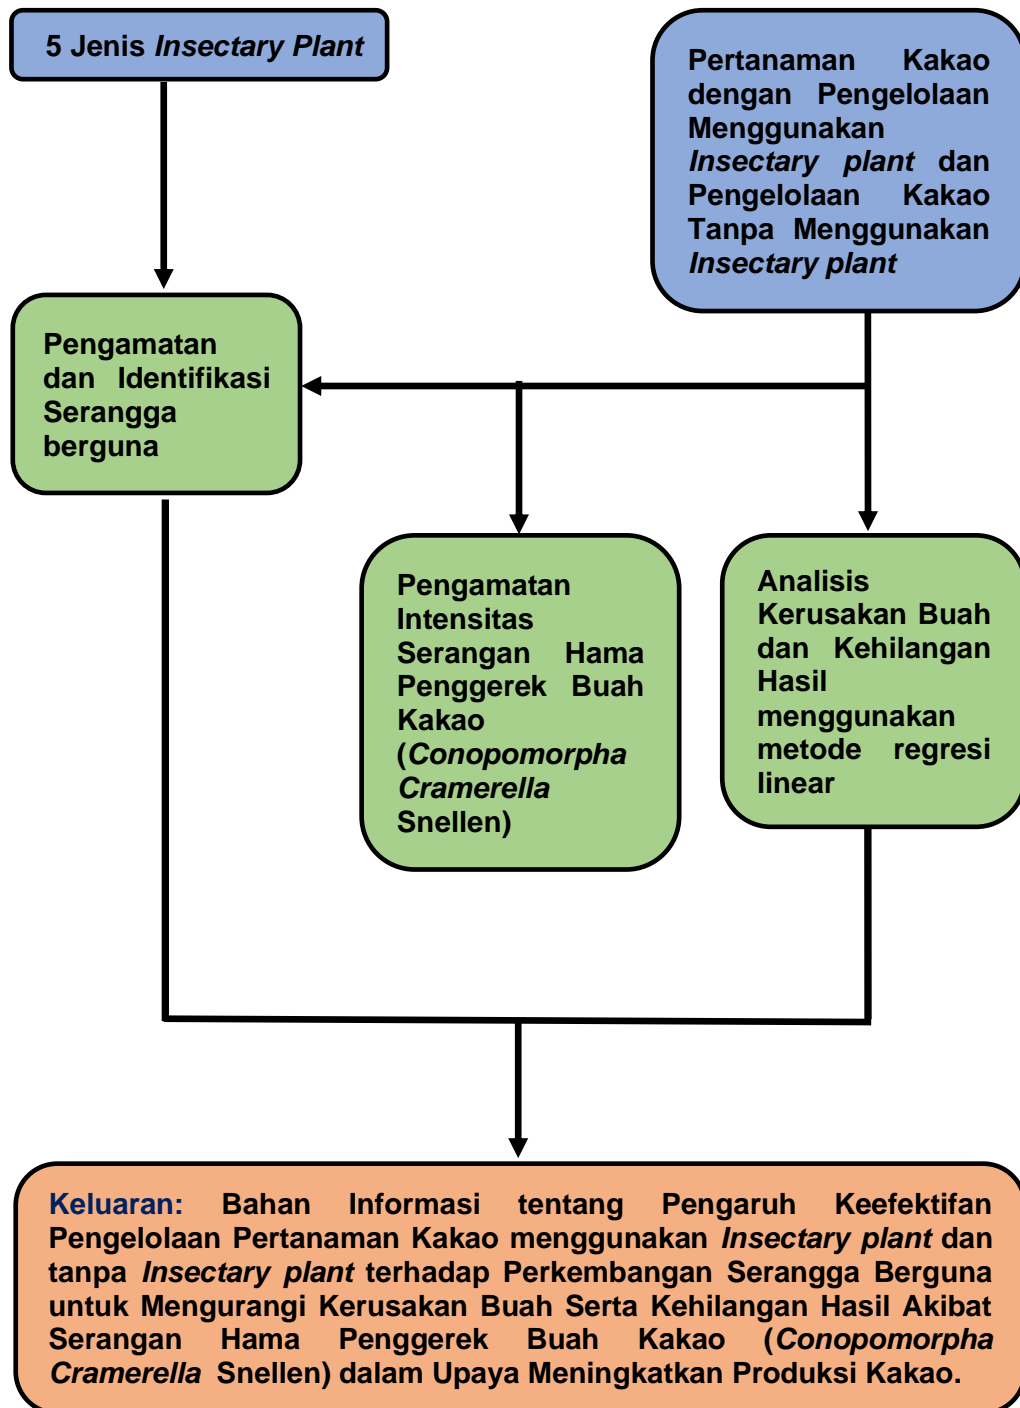 5 Jenis Insectary Plant
Pertanaman Kakao
dengan Pengelolaan
Menggunakan
Insectary plant dan
Pengelolaan Kakao
Tanpa Menggunakan
Insectary plant
Pengamatan
dan Identifikasi
Serangga
berguna
Pengamatan
Intensitas
Serangan Hama
Penggerek Buah
Kakao
(Conopomorpha
Cramerella
Snellen)
Analisis
Kerusakan Buah
dan Kehilangan
Hasil
menggunakan
metode regresi
linear
Keluaran: Bahan Informasi tentang Pengaruh Keefektifan
Pengelolaan Pertanaman Kakao menggunakan Insectary plant dan
tanpa Insectary plant terhadap Perkembangan Serangga Berguna
untuk Mengurangi Kerusakan Buah Serta Kehilangan Hasil Akibat
Serangan Hama Penggerek Buah Kakao (Conopomorpha
Cramerella Snellen) dalam Upaya Meningkatkan Produksi Kakao.